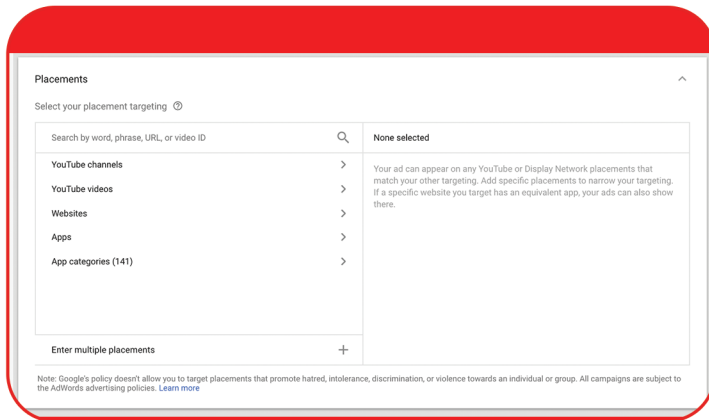 Placements
Select your placement targeting
Search by word, phrase, URL, or video ID
None selected
YouTube channels
YouTube videos
Websites
Apps
App categories (141)
Your ad can appear on any YouTube or Display Network placements that
match your other targeting. Add specific placements to narrow your targeting.
If a specific website you target has an equivalent app, your ads can also show
there.
Enter multiple placements
Note: Google's policy doesn't allow you to target placements that promote hatred, intolerance, discrimination, or violence towards an individual or group. All campaigns are subject to
the AdWords advertising policies. Learn more